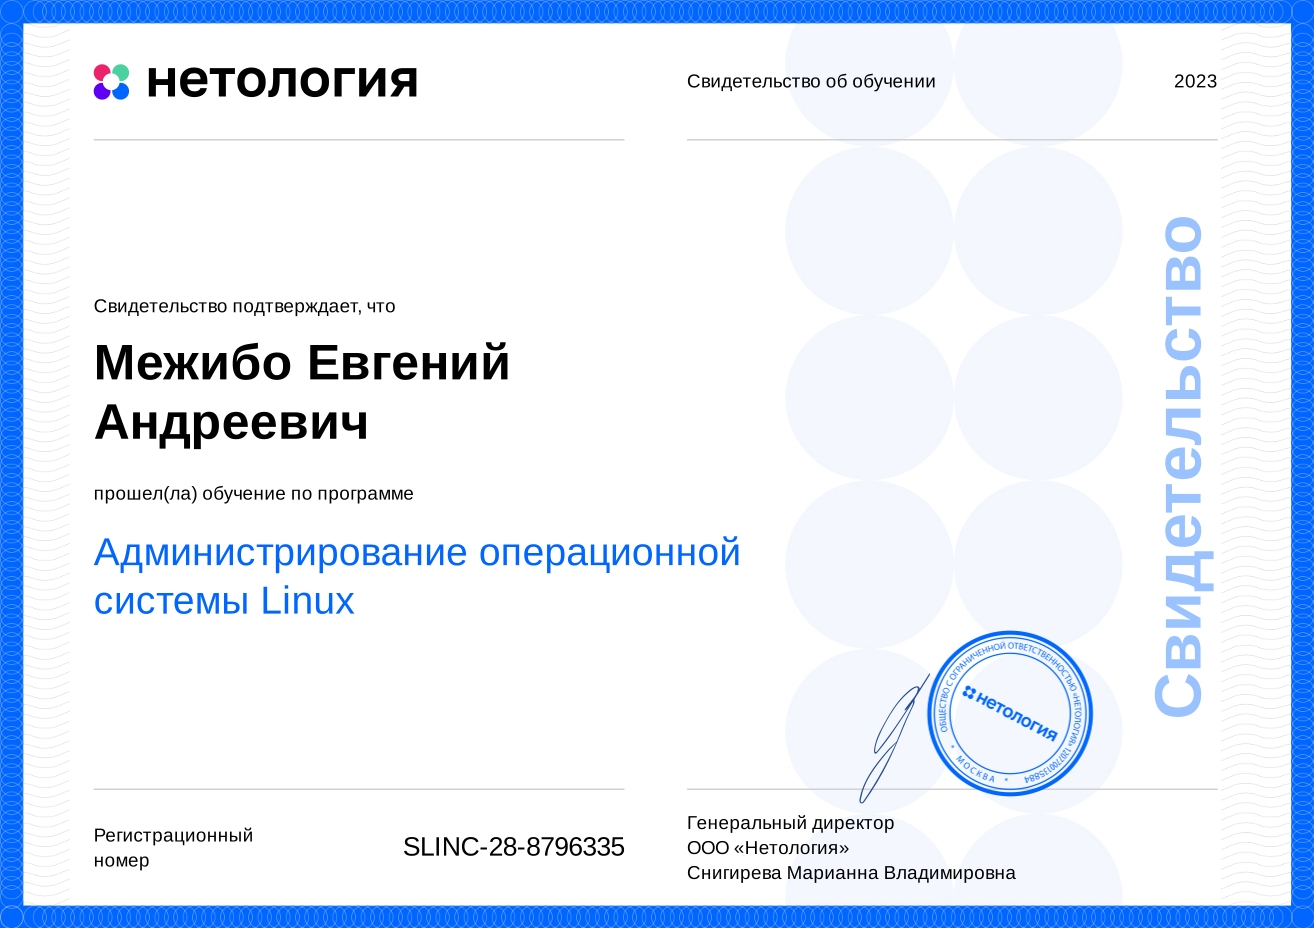 нетология
Свидетельство об обучении
2023
Свидетельство подтверждает, что
Межибо Евгений
Андреевич
прошел(ла) обучение по программе
Администрирование операционной
системы Linux
Свидетельство
ОБЩЕСТВО С ОГРАНИЧЕННОЙ ОТВЕТСТВЕННОСТЬЮ «НЕТОЛОГИЯ» 1207700135884
* МОСКВА *
нетология
Регистрационный
номер
SLINC-28-8796335
Генеральный директор
ООО «Нетология»
Снигирева Марианна Владимировна